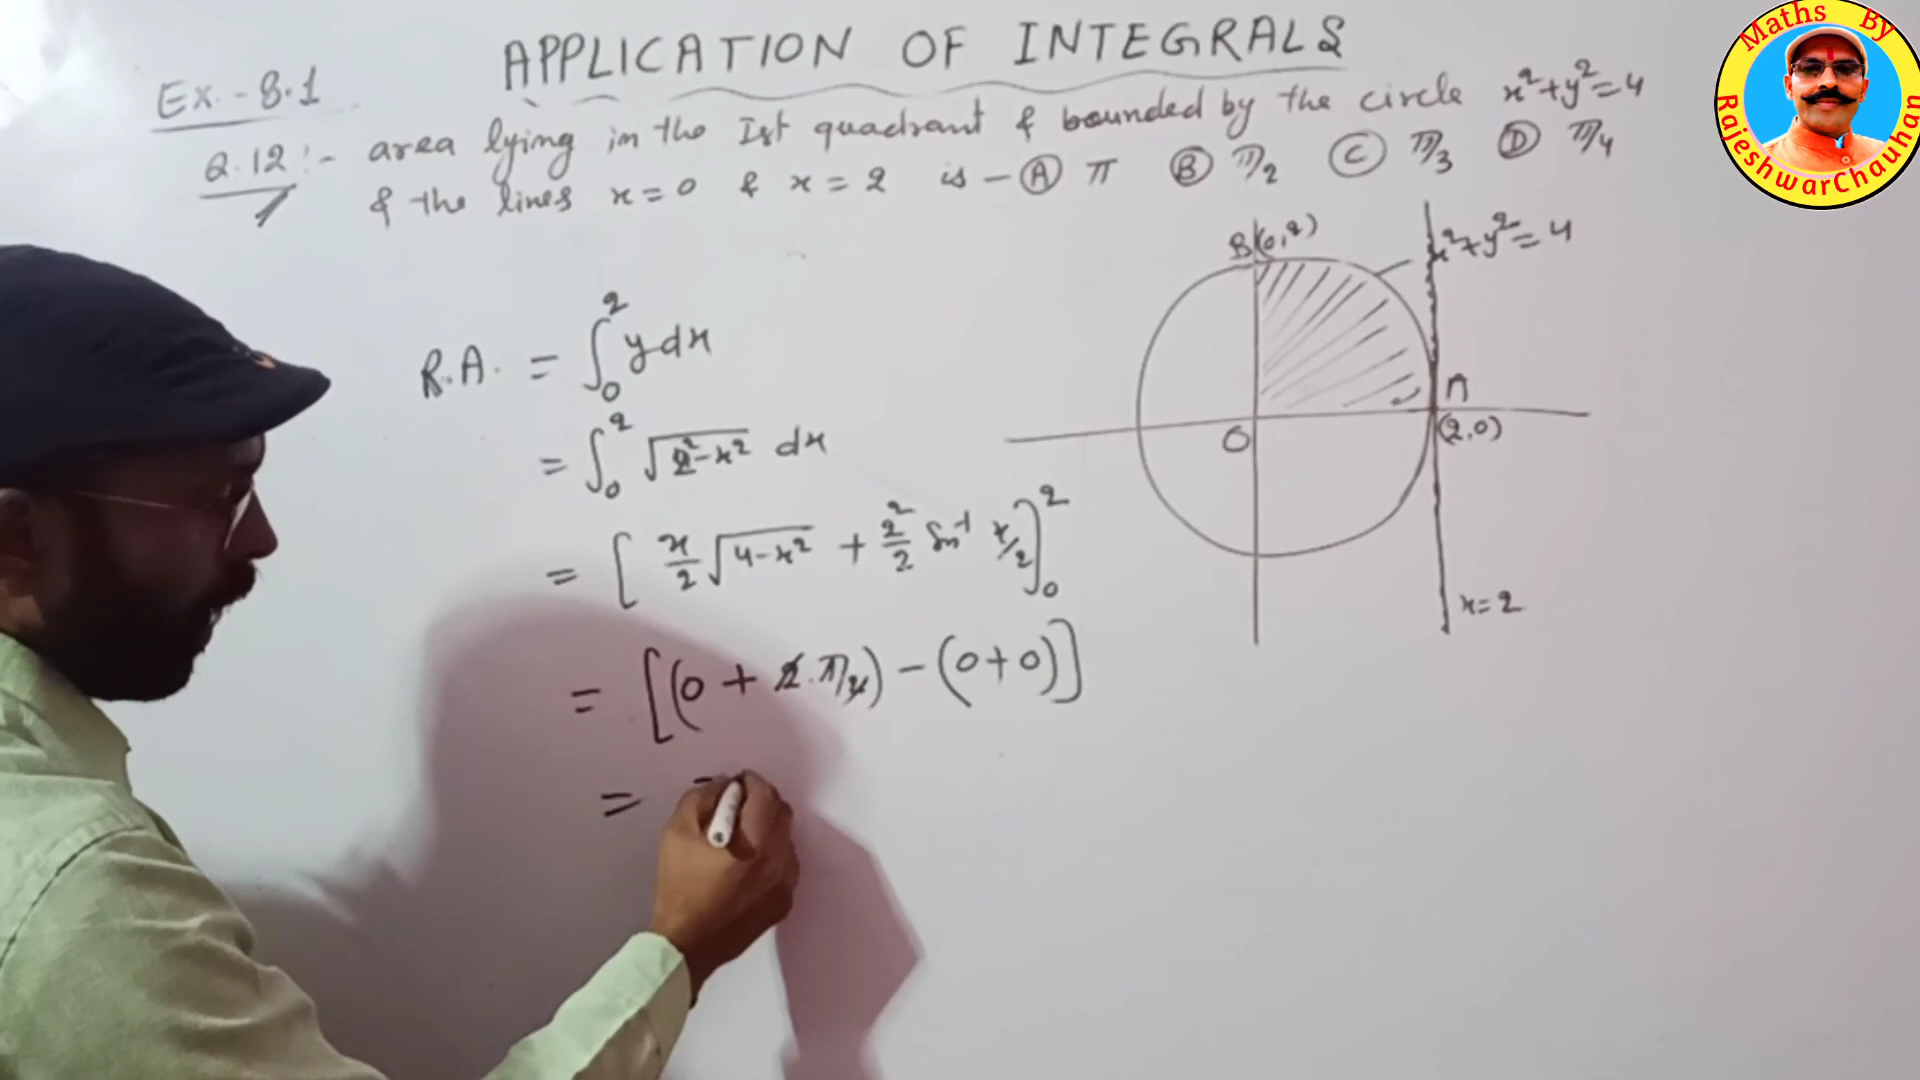 APPLICATION OF INTEGRALS
Ex.-8.1
Q.12:- area lying in the Ist quadrant & bounded by the circle x²+y²=4
& the lines x=0 & x=2 is - Ⓐ π Ⓑ π/2 Ⓒ π/3 Ⓓ π/4
R.A. = ∫₀² y dx
= ∫₀² √(2²-x²) dx
= [ x/2 √(4-x²) + 2²/2 Sin⁻¹ x/2 ]₀²
= [(0 + 2.π/2) - (0+0)]
=
B(0,2)
x²+y²=4
A
O
(2,0)
x=2
Maths By
RajeshwarChauhan